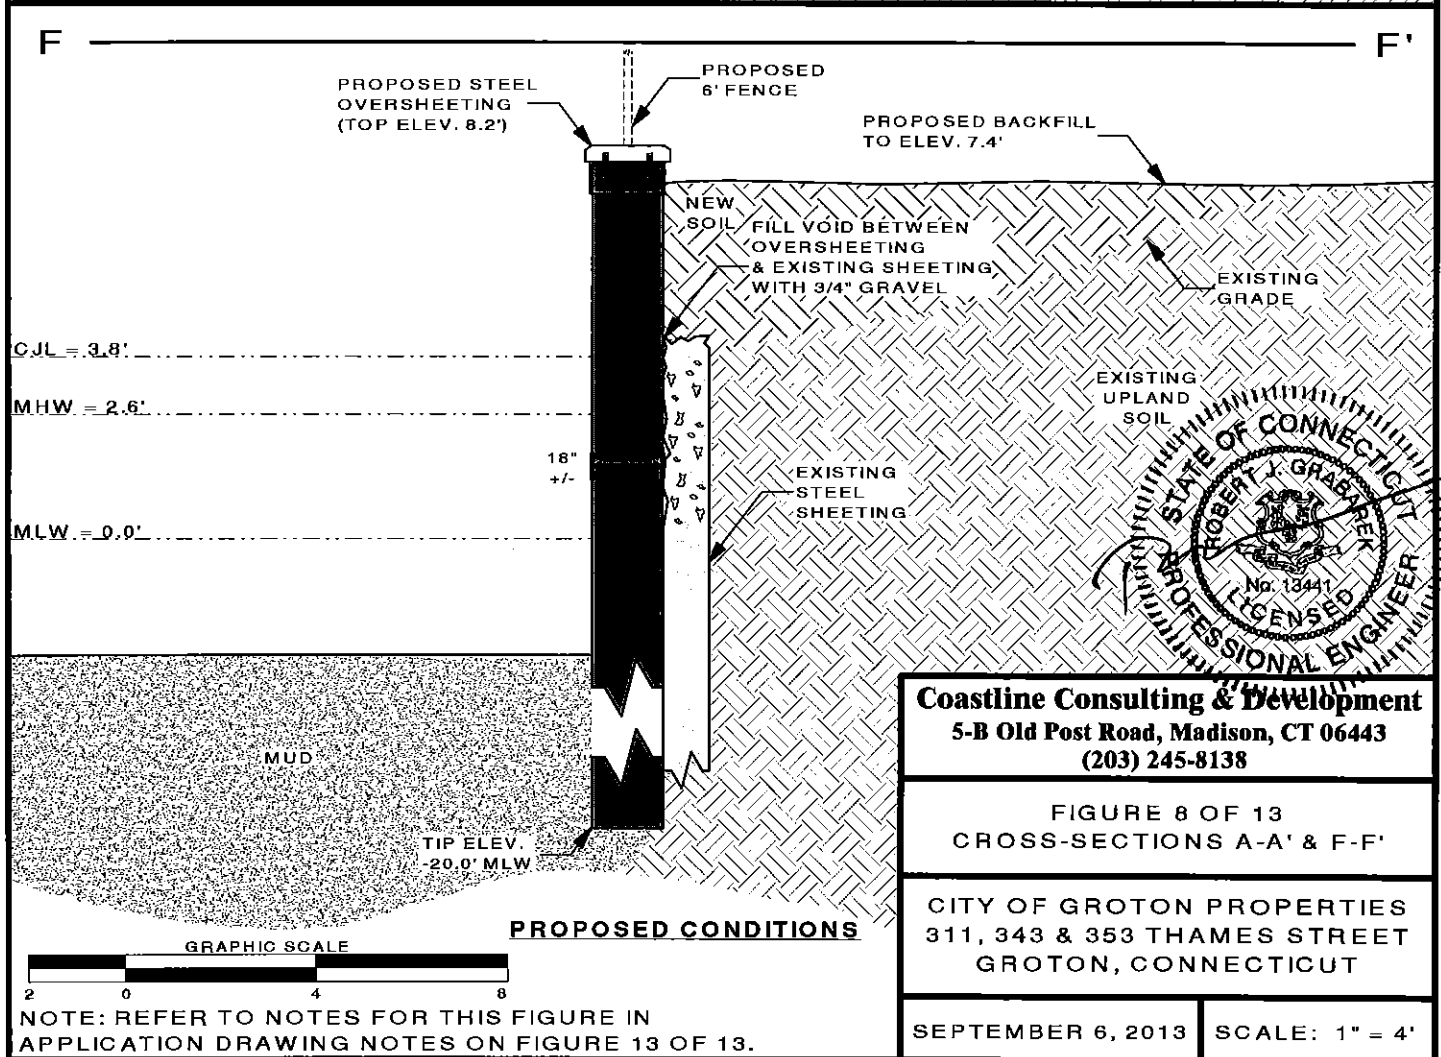 F
F'
PROPOSED STEEL
OVERSHEETING
(TOP ELEV. 8.2')
PROPOSED
6' FENCE
PROPOSED BACKFILL
TO ELEV. 7.4'
NEW
SOIL
FILL VOID BETWEEN
OVERSHEETING
& EXISTING SHEETING
WITH 3/4" GRAVEL
EXISTING
GRADE
CJL = 3.8'
MHW = 2.6'
18"
+/-
MLW = 0.0'
EXISTING
UPLAND
SOIL
EXISTING
STEEL
SHEETING
STATE OF CONNECTICUT
ROBERT J. GRABAREK
No. 13441
LICENSED
PROFESSIONAL ENGINEER
MUD
TIP ELEV.
-20.0' MLW
PROPOSED CONDITIONS
GRAPHIC SCALE
2 0 4 8
NOTE: REFER TO NOTES FOR THIS FIGURE IN
APPLICATION DRAWING NOTES ON FIGURE 13 OF 13.
Coastline Consulting & Development
5-B Old Post Road, Madison, CT 06443
(203) 245-8138
FIGURE 8 OF 13
CROSS-SECTIONS A-A' & F-F'
CITY OF GROTON PROPERTIES
311, 343 & 353 THAMES STREET
GROTON, CONNECTICUT
SEPTEMBER 6, 2013
SCALE: 1" = 4'